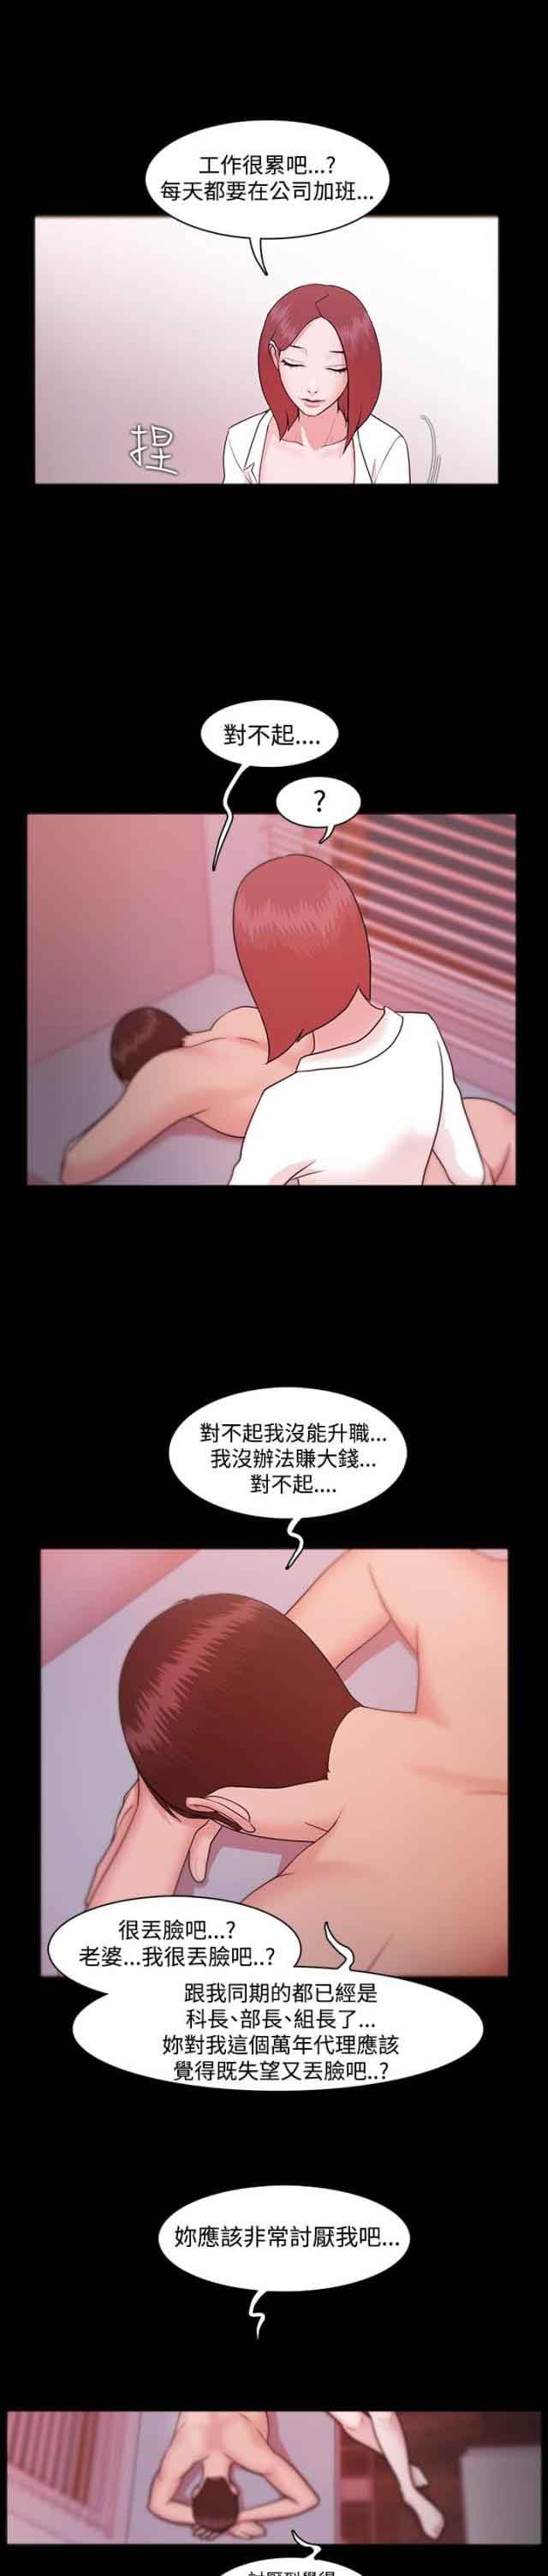 工作很累吧...?
每天都要在公司加班...
捏
對不起....
?
對不起我沒能升職...
我沒辦法賺大錢...
對不起....
很丟臉吧...?
老婆...我很丟臉吧..?
跟我同期的都已經是
科長、部長、組長了...
妳對我這個萬年代理應該
覺得既失望又丟臉吧..?
妳應該非常討厭我吧...